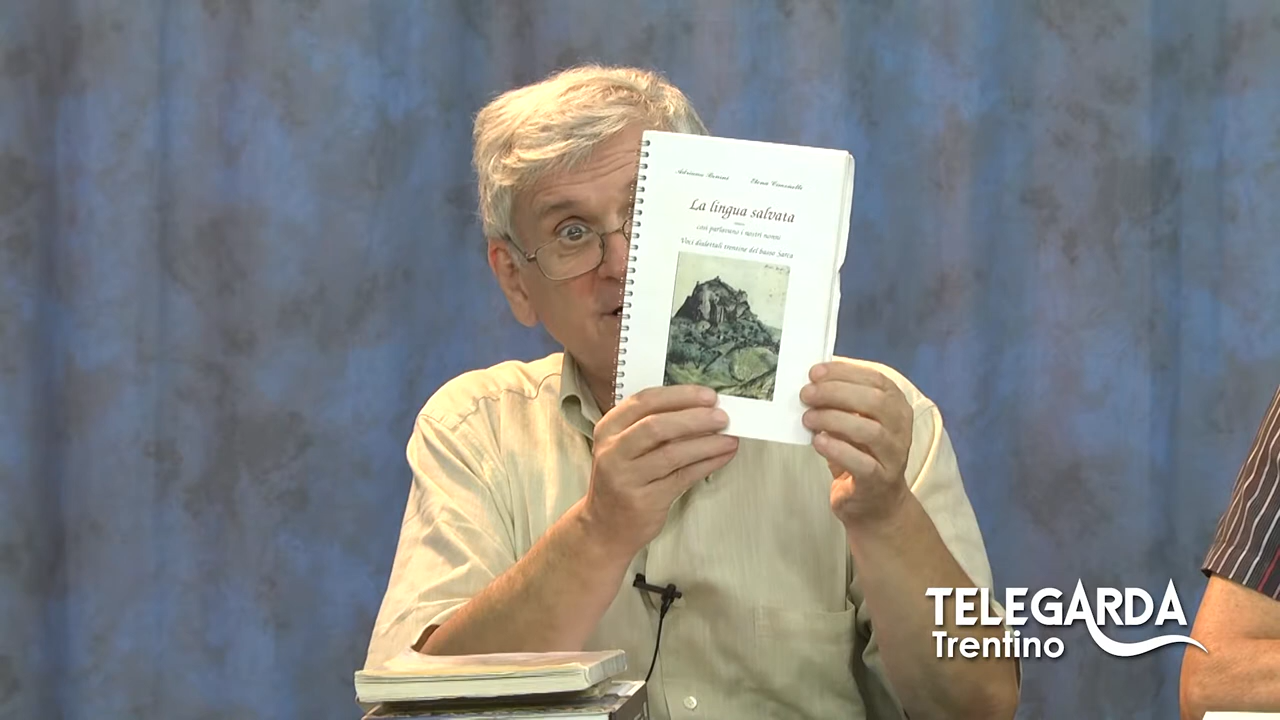 La lingua salvata
così parlavano i nostri nonni
Voci dialettali trentine del basso Sarca
TELEGARDA
Trentino